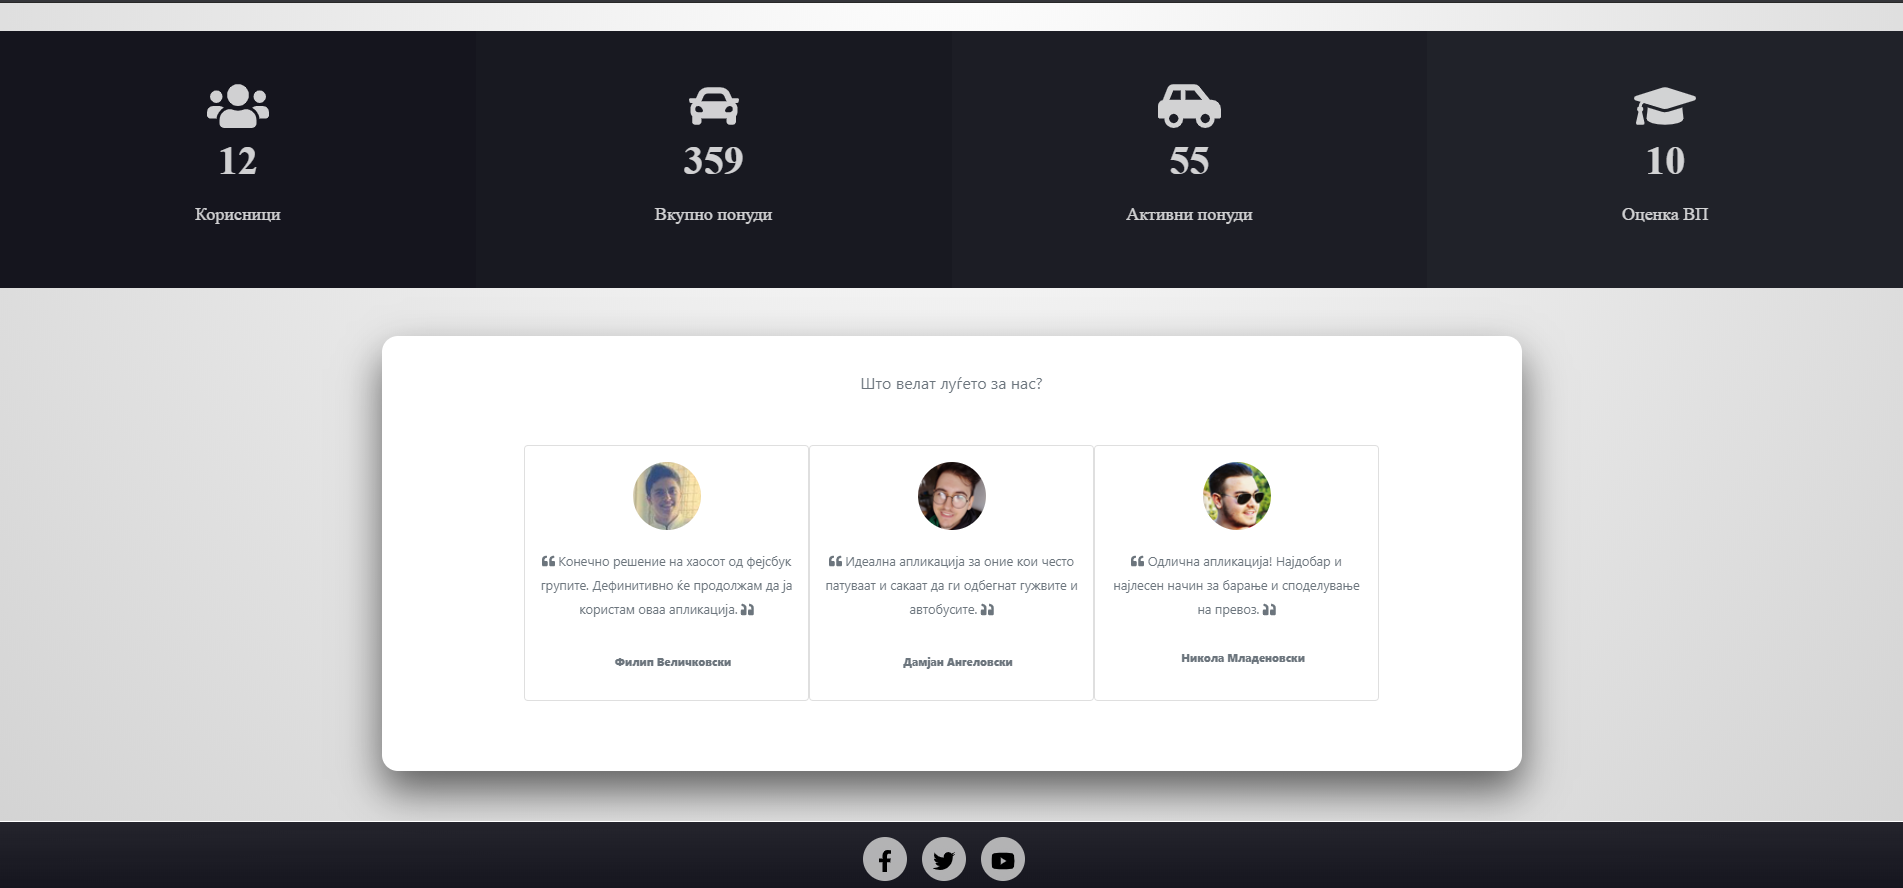 12
359
55
10
Корисници
Вкупно понуди
Активни понуди
Оценка ВП
Што велат луѓето за нас?
Конечно решение на хаосот од фејсбук
групите. Дефинитивно ќе продолжам да ја
користам оваа апликација.
Филип Величковски
Идеална апликација за оние кои често
патуваат и сакаат да ги одбегнат гужвите и
автобусите.
Дамјан Ангеловски
Одлична апликација! Најдобар и
најлесен начин за барање и споделување
на превоз.
Никола Младеновски